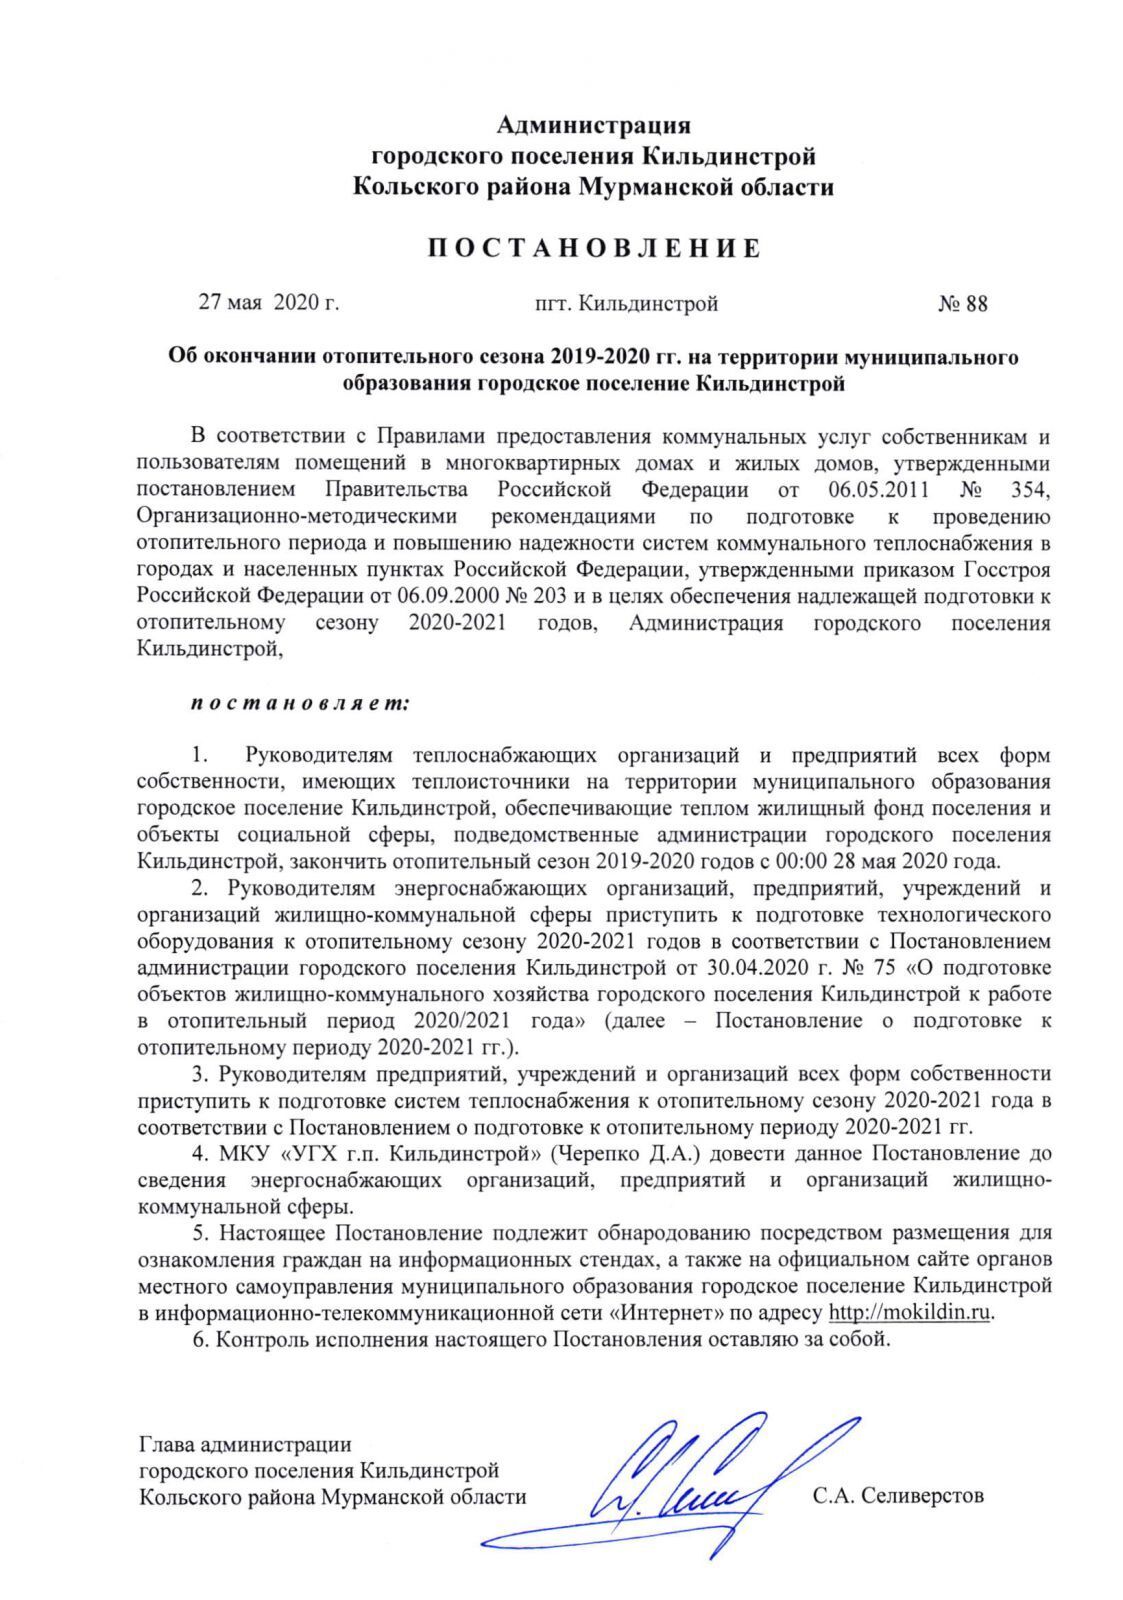 Администрация
городского поселения Кильдинстрой
Кольского района Мурманской области
П О С Т А Н О В Л Е Н И Е
27 мая 2020 г. пгт. Кильдинстрой № 88
Об окончании отопительного сезона 2019-2020 гг. на территории муниципального
образования городское поселение Кильдинстрой
В соответствии с Правилами предоставления коммунальных услуг собственникам и
пользователям помещений в многоквартирных домах и жилых домов, утвержденными
постановлением Правительства Российской Федерации от 06.05.2011 № 354,
Организационно-методическими рекомендациями по подготовке к проведению
отопительного периода и повышению надежности систем коммунального теплоснабжения в
городах и населенных пунктах Российской Федерации, утвержденными приказом Госстроя
Российской Федерации от 06.09.2000 № 203 и в целях обеспечения надлежащей подготовки к
отопительному сезону 2020-2021 годов, Администрация городского поселения
Кильдинстрой,
п о с т а н о в л я е т:
1. Руководителям теплоснабжающих организаций и предприятий всех форм
собственности, имеющих теплоисточники на территории муниципального образования
городское поселение Кильдинстрой, обеспечивающие теплом жилищный фонд поселения и
объекты социальной сферы, подведомственные администрации городского поселения
Кильдинстрой, закончить отопительный сезон 2019-2020 годов с 00:00 28 мая 2020 года.
2. Руководителям энергоснабжающих организаций, предприятий, учреждений и
организаций жилищно-коммунальной сферы приступить к подготовке технологического
оборудования к отопительному сезону 2020-2021 годов в соответствии с Постановлением
администрации городского поселения Кильдинстрой от 30.04.2020 г. № 75 «О подготовке
объектов жилищно-коммунального хозяйства городского поселения Кильдинстрой к работе
в отопительный период 2020/2021 года» (далее – Постановление о подготовке к
отопительному периоду 2020-2021 гг.).
3. Руководителям предприятий, учреждений и организаций всех форм собственности
приступить к подготовке систем теплоснабжения к отопительному сезону 2020-2021 года в
соответствии с Постановлением о подготовке к отопительному периоду 2020-2021 гг.
4. МКУ «УГХ г.п. Кильдинстрой» (Черепко Д.А.) довести данное Постановление до
сведения энергоснабжающих организаций, предприятий и организаций жилищно-
коммунальной сферы.
5. Настоящее Постановление подлежит обнародованию посредством размещения для
ознакомления граждан на информационных стендах, а также на официальном сайте органов
местного самоуправления муниципального образования городское поселение Кильдинстрой
в информационно-телекоммуникационной сети «Интернет» по адресу http://mokildin.ru.
6. Контроль исполнения настоящего Постановления оставляю за собой.
Глава администрации
городского поселения Кильдинстрой
Кольского района Мурманской области С.А. Селиверстов